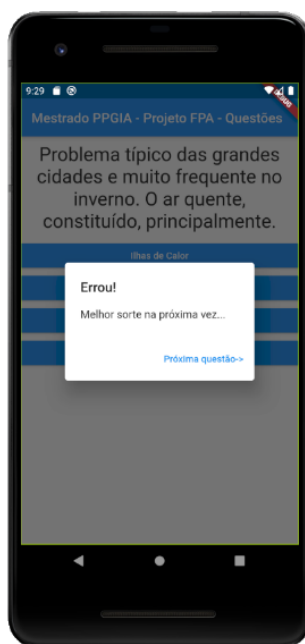 9:29
DEBUG
Mestrado PPGIA - Projeto FPA - Questões
Problema típico das grandes
cidades e muito frequente no
inverno. O ar quente,
constituído, principalmente.
Ilhas de Calor
Errou!
Melhor sorte na próxima vez...
Próxima questão->